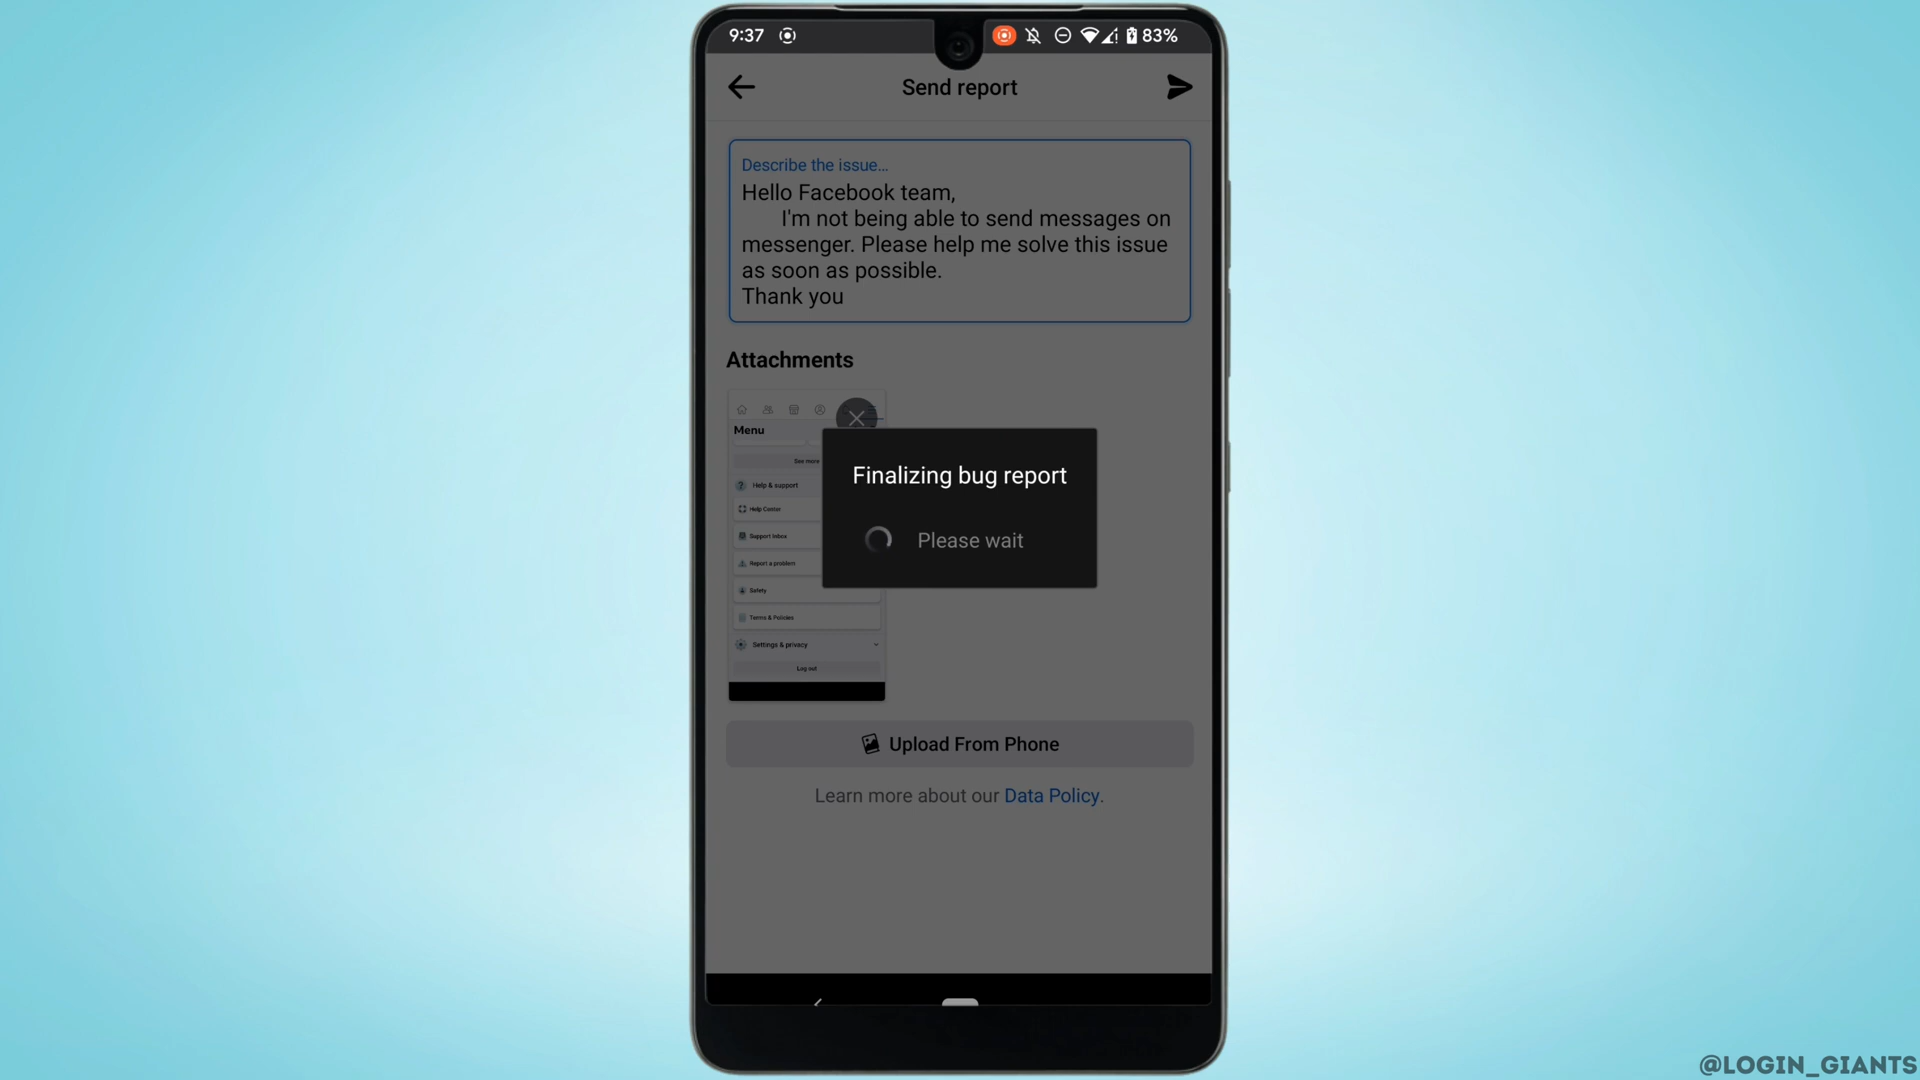 9:37
83%
Send report
Describe the issue...
Hello Facebook team,
I'm not being able to send messages on
messenger. Please help me solve this issue
as soon as possible.
Thank you
Attachments
Menu
See more
Help & support
Help Center
Support Inbox
Report a problem
Safety
Terms & Policies
Settings & privacy
Log out
Finalizing bug report
Please wait
Upload From Phone
Learn more about our Data Policy.
@LOGIN_GIANTS